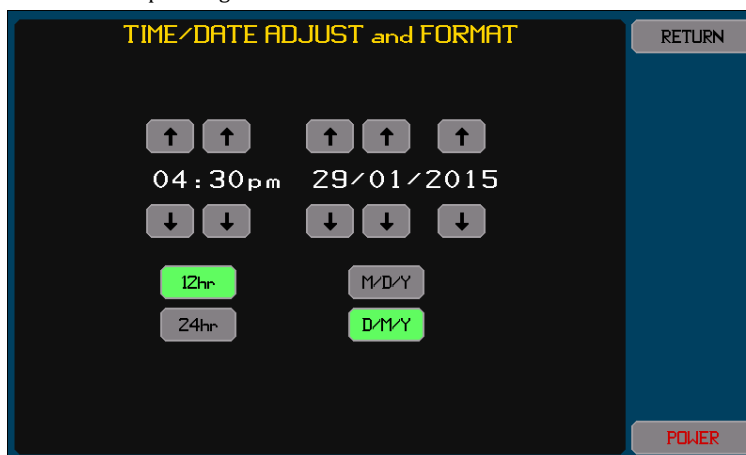 TIME/DATE ADJUST and FORMAT
RETURN
04:30pm 29/01/2015
12hr M/D/Y
24hr D/M/Y
POWER